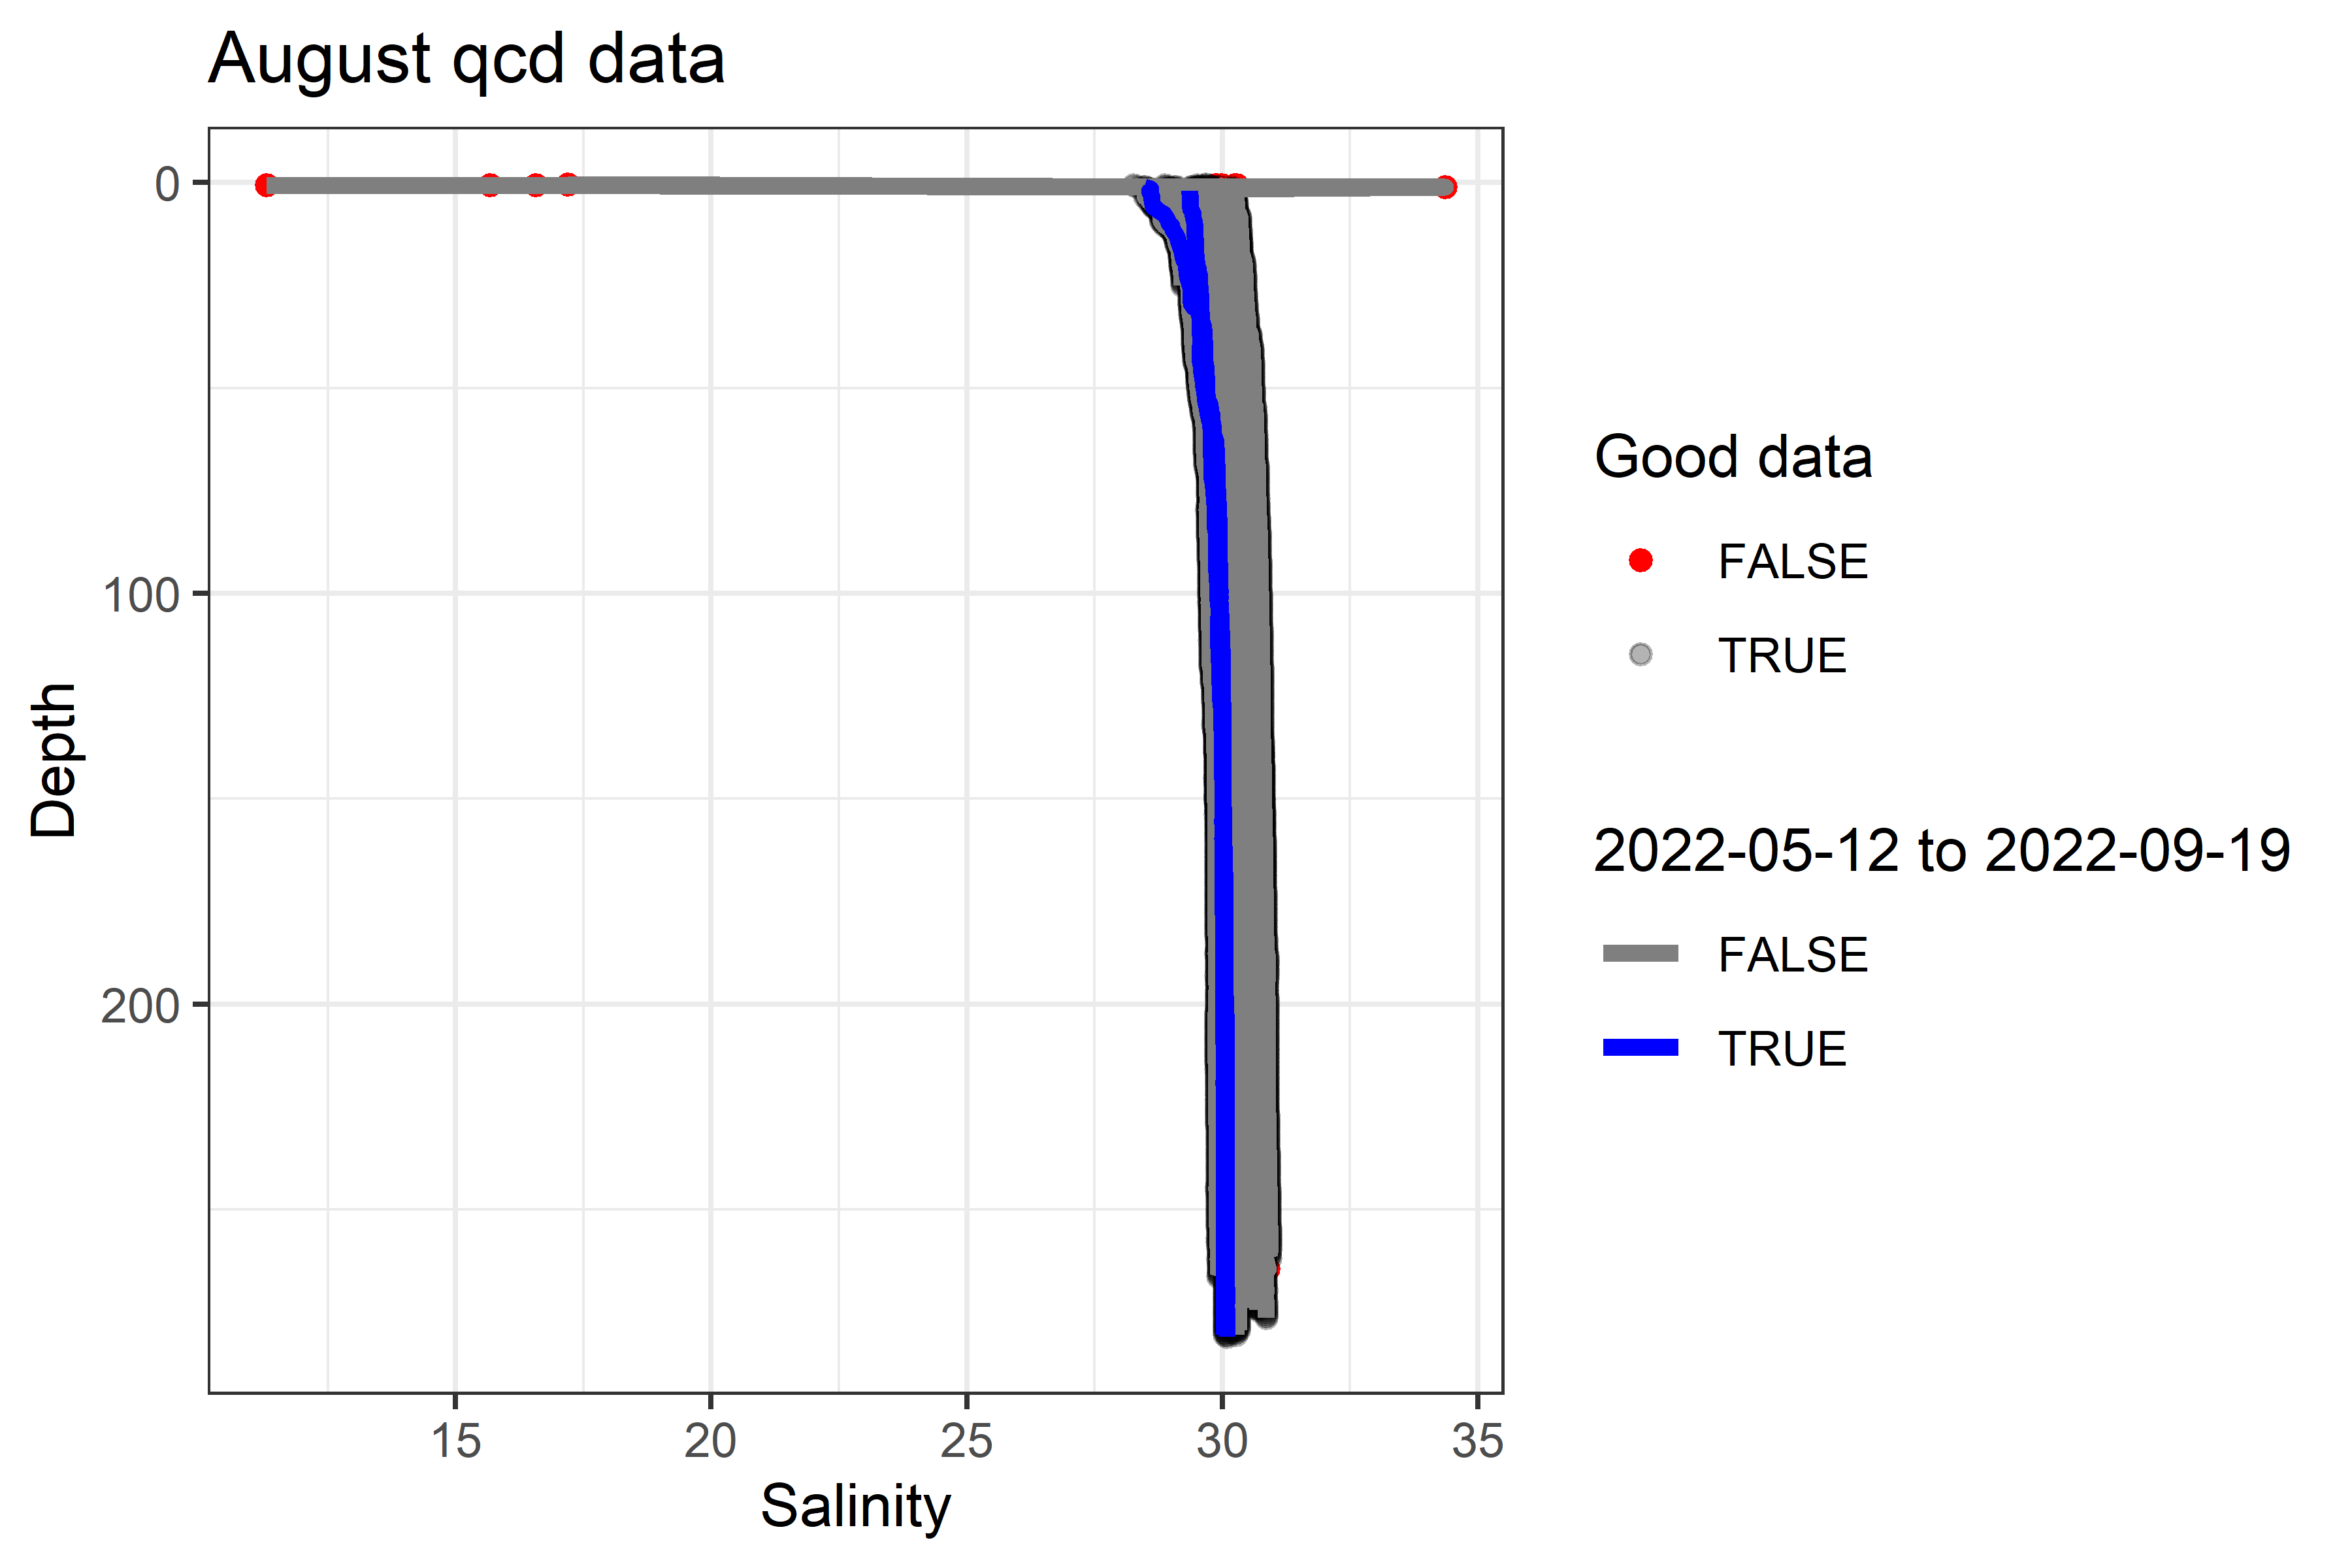 August qcd data
0
100
200
Depth
15 20 25 30 35
Salinity
Good data
FALSE
TRUE
2022-05-12 to 2022-09-19
FALSE
TRUE